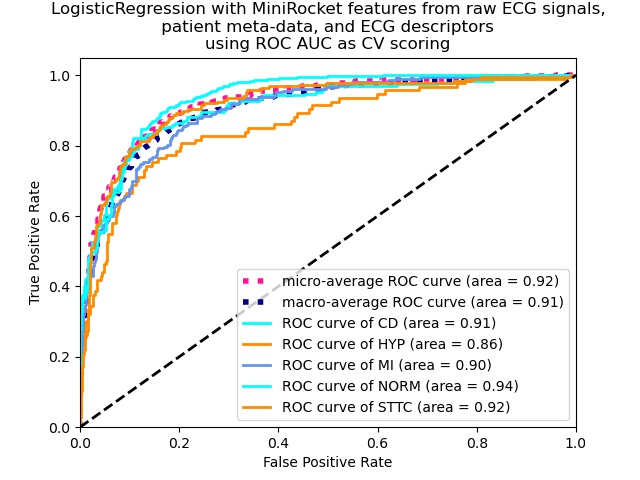 LogisticRegression with MiniRocket features from raw ECG signals,
patient meta-data, and ECG descriptors
using ROC AUC as CV scoring
1.0
0.8
0.6
0.4
0.2
0.0
True Positive Rate
micro-average ROC curve (area = 0.92)
macro-average ROC curve (area = 0.91)
ROC curve of CD (area = 0.91)
ROC curve of HYP (area = 0.86)
ROC curve of MI (area = 0.90)
ROC curve of NORM (area = 0.94)
ROC curve of STTC (area = 0.92)
0.0 0.2 0.4 0.6 0.8 1.0
False Positive Rate